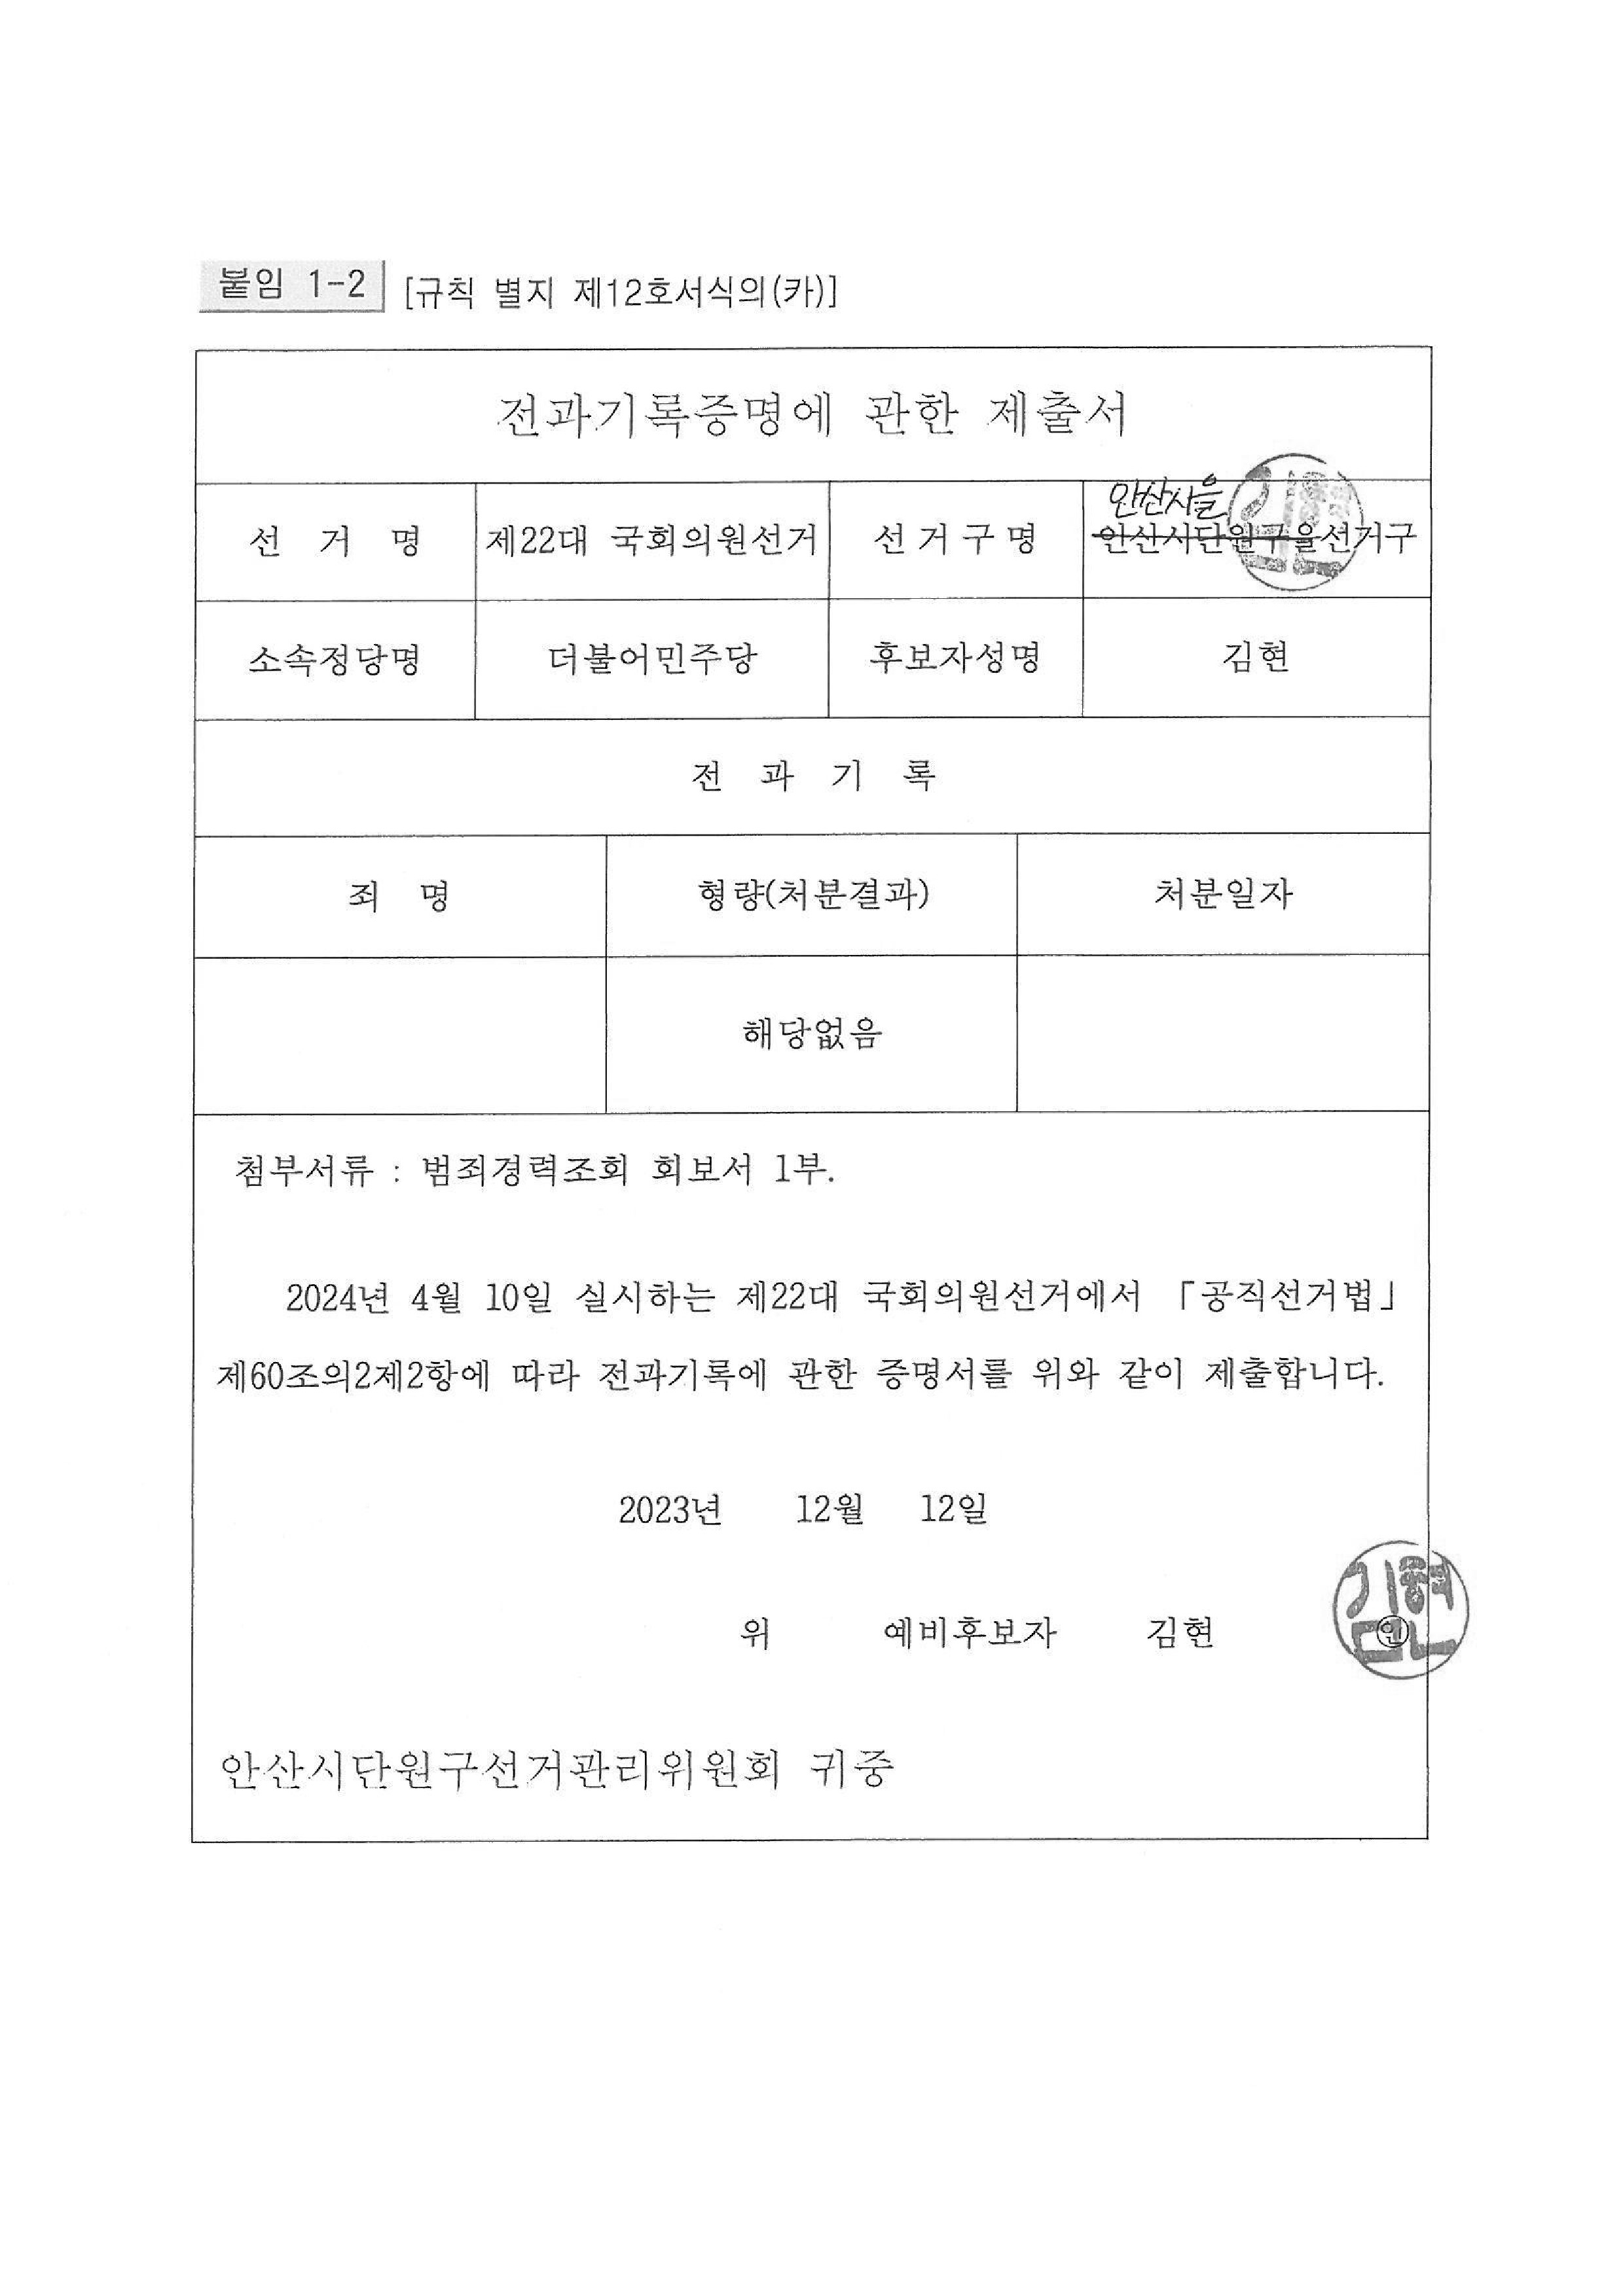 붙임 1-2 [규칙 별지 제12호서식의(카)]
전과기록증명에 관한 제출서
안산시을
선 거 명 제22대 국회의원선거 선 거 구 명 안산시단원구을선거구
소속정당명 더불어민주당 후보자성명 김현
전 과 기 록
죄 명 형량(처분결과) 처분일자
해당없음
첨부서류 : 범죄경력조회 회보서 1부.
2024년 4월 10일 실시하는 제22대 국회의원선거에서 「공직선거법」
제60조의2제2항에 따라 전과기록에 관한 증명서를 위와 같이 제출합니다.
2023년 12월 12일
위 예비후보자 김현 ㊞
안산시단원구선거관리위원회 귀중